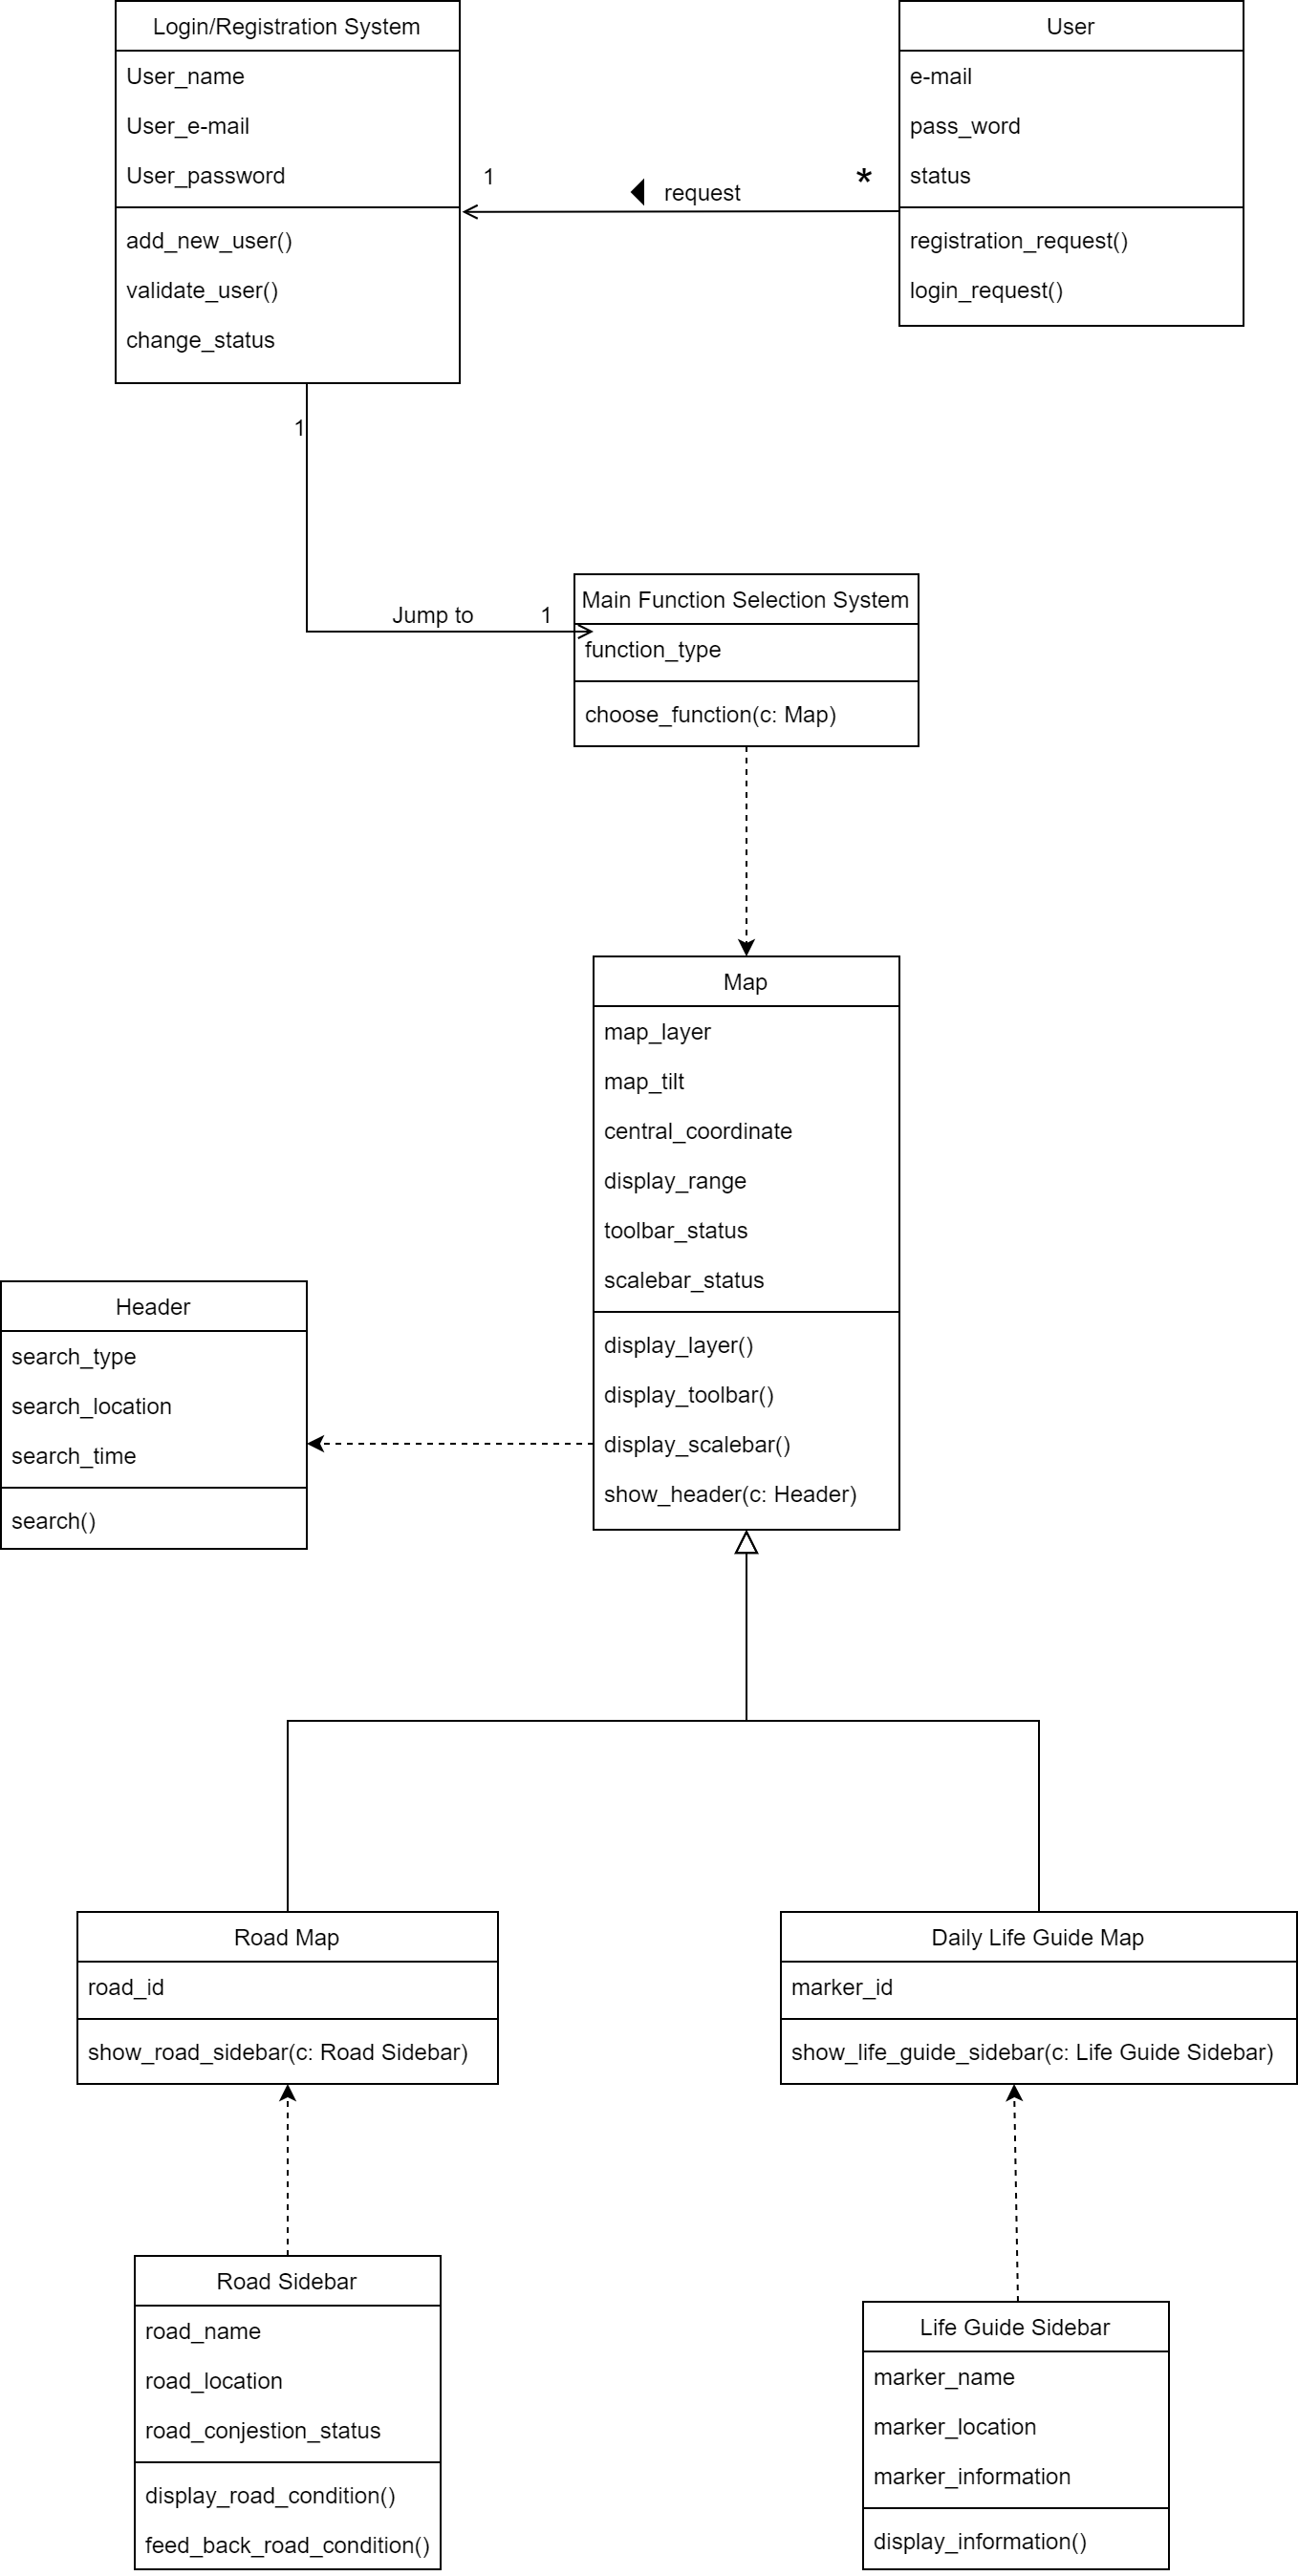 Login/Registration System
User_name
User_e-mail
User_password
add_new_user()
validate_user()
change_status
1
request
*
User
e-mail
pass_word
status
registration_request()
login_request()
1
Jump to
1
Main Function Selection System
function_type
choose_function(c: Map)
Map
map_layer
map_tilt
central_coordinate
display_range
toolbar_status
scalebar_status
display_layer()
display_toolbar()
display_scalebar()
show_header(c: Header)
Header
search_type
search_location
search_time
search()
Road Map
road_id
show_road_sidebar(c: Road Sidebar)
Daily Life Guide Map
marker_id
show_life_guide_sidebar(c: Life Guide Sidebar)
Road Sidebar
road_name
road_location
road_conjestion_status
display_road_condition()
feed_back_road_condition()
Life Guide Sidebar
marker_name
marker_location
marker_information
display_information()